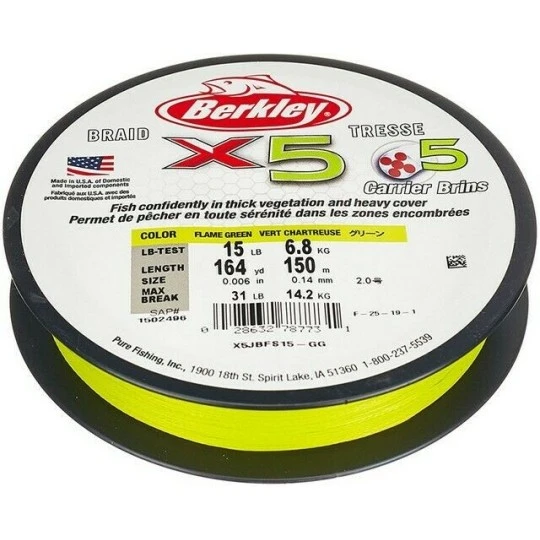 Berkley
BRAID TRESSE
X5 5
Carrier Brins
Made in U.S.A. of Domestic
and Imported components
Fabriqué aux U.S.A. avec des
produits domestiques et importés
Fish confidently in thick vegetation and heavy cover
Permet de pêcher en toute sérénité dans les zones encombrées
COLOR FLAME GREEN VERT CHARTREUSE グリーン
LB-TEST 15 LB 6.8 KG
LENGTH 164 yd 150 m
SIZE 0.006 in 0.14 mm 2.0号
MAX BREAK 31 LB 14.2 KG
SAP#
1502496
F-25-19-1
0 28632 78773 1
X5JBFS15-GG
Pure Fishing, Inc., 1900 18th St. Spirit Lake, IA 51360 1-800-237-5539